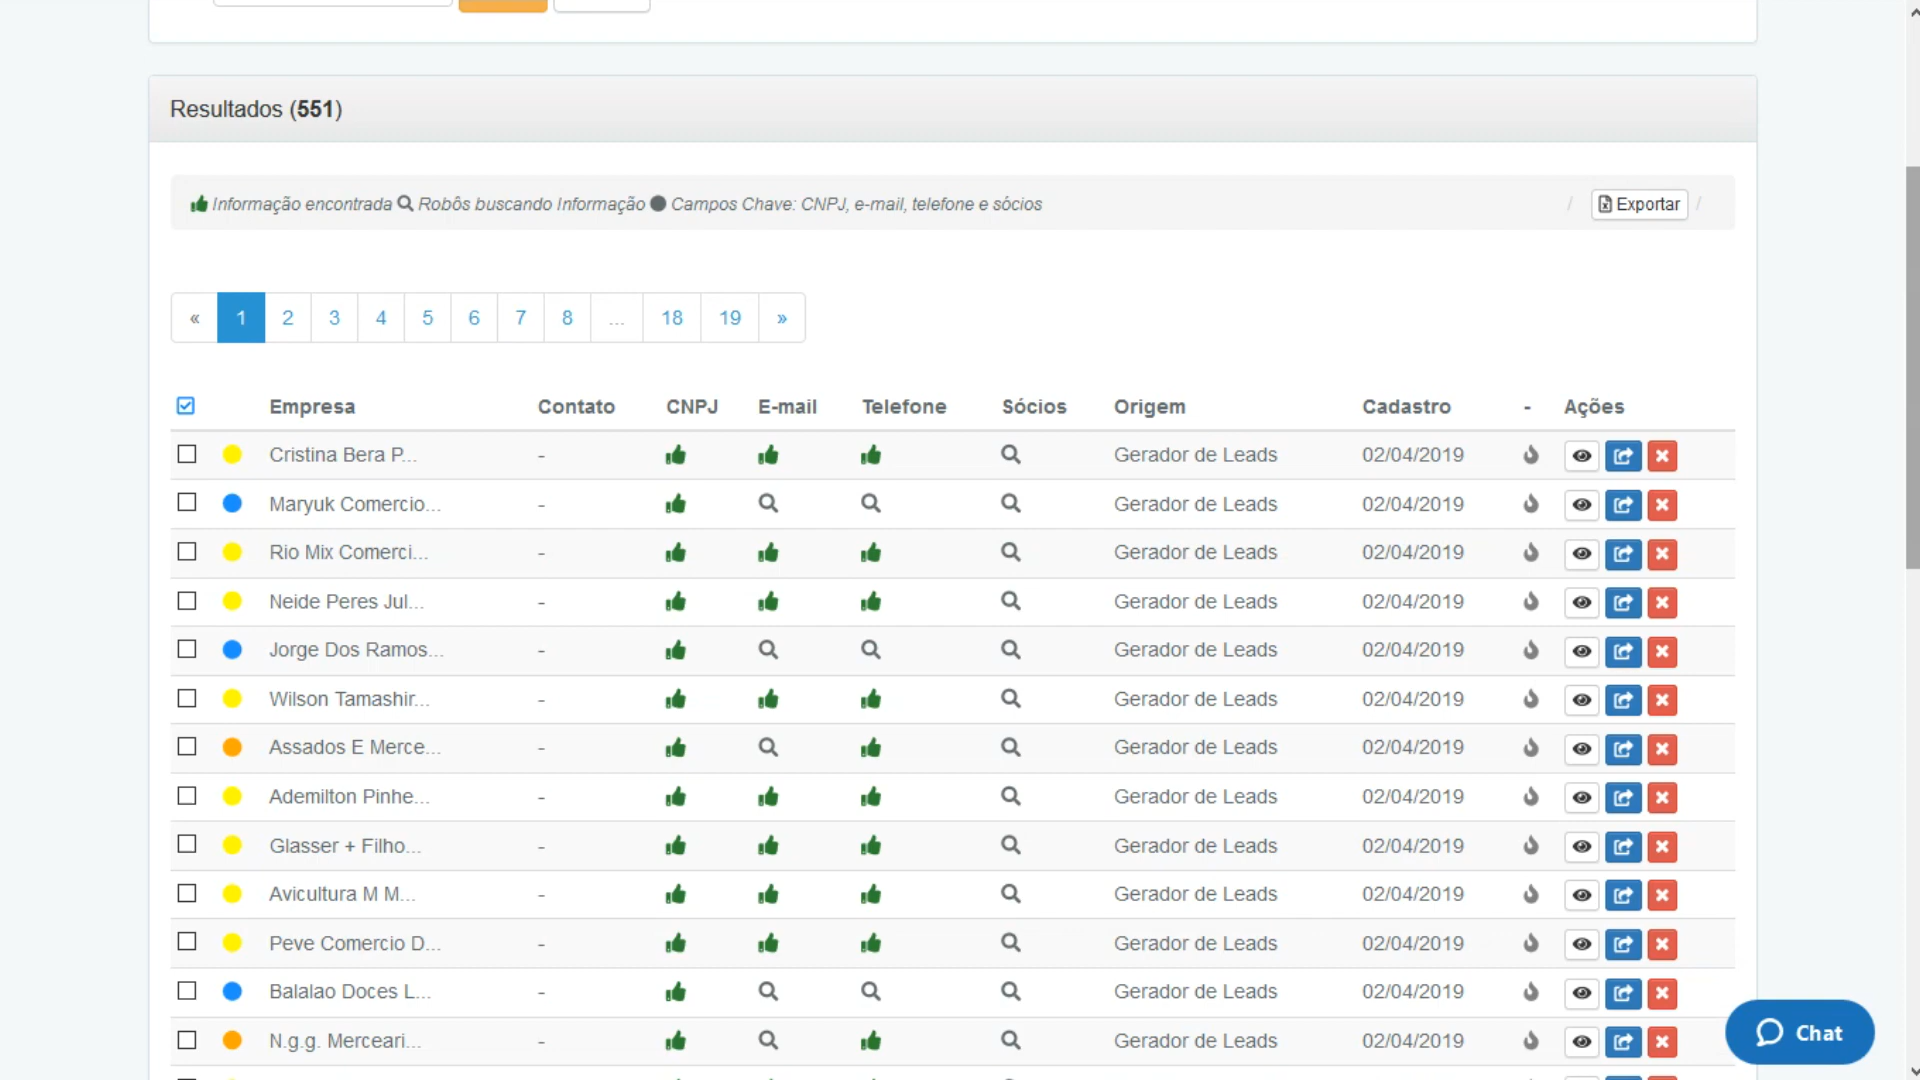 Resultados (551)
Informação encontrada Robôs buscando Informação Campos Chave: CNPJ, e-mail, telefone e sócios / Exportar /
« 1 2 3 4 5 6 7 8 ... 18 19 »
Empresa Contato CNPJ E-mail Telefone Sócios Origem Cadastro - Ações
Cristina Bera P... - Gerador de Leads 02/04/2019
Maryuk Comercio... - Gerador de Leads 02/04/2019
Rio Mix Comerci... - Gerador de Leads 02/04/2019
Neide Peres Jul... - Gerador de Leads 02/04/2019
Jorge Dos Ramos... - Gerador de Leads 02/04/2019
Wilson Tamashir... - Gerador de Leads 02/04/2019
Assados E Merce... - Gerador de Leads 02/04/2019
Ademilton Pinhe... - Gerador de Leads 02/04/2019
Glasser + Filho... - Gerador de Leads 02/04/2019
Avicultura M M... - Gerador de Leads 02/04/2019
Peve Comercio D... - Gerador de Leads 02/04/2019
Balalao Doces L... - Gerador de Leads 02/04/2019
N.g.g. Merceari... - Gerador de Leads 02/04/2019
Chat